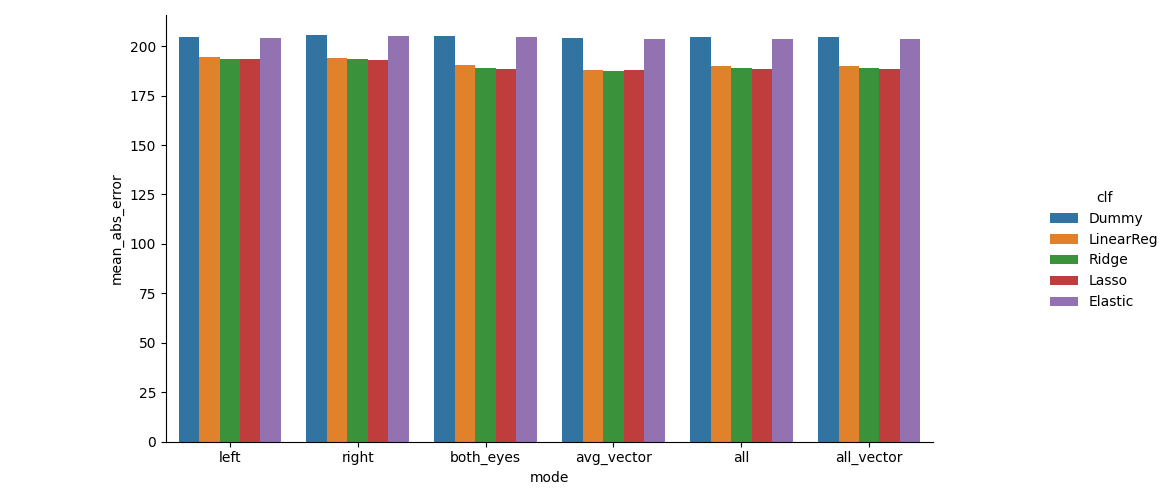 mean_abs_error
200
175
150
125
100
75
50
25
0
left right both_eyes avg_vector all all_vector
mode
clf
Dummy
LinearReg
Ridge
Lasso
Elastic